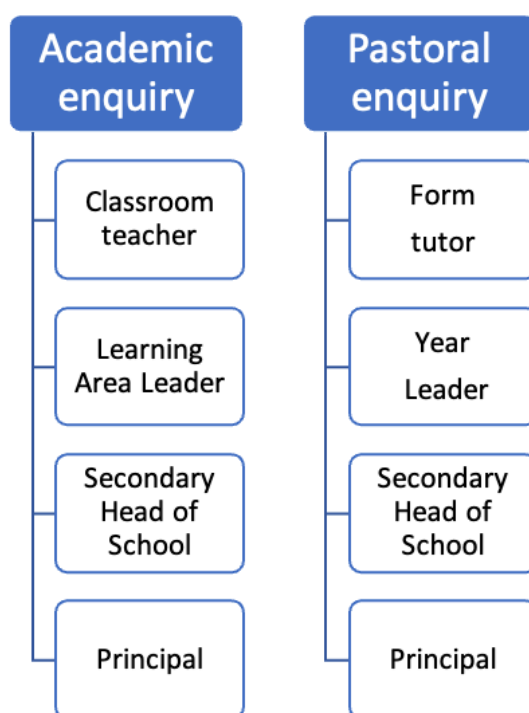 Academic
enquiry
Classroom
teacher
Learning
Area Leader
Secondary
Head of
School
Principal
Pastoral
enquiry
Form
tutor
Year
Leader
Secondary
Head of
School
Principal